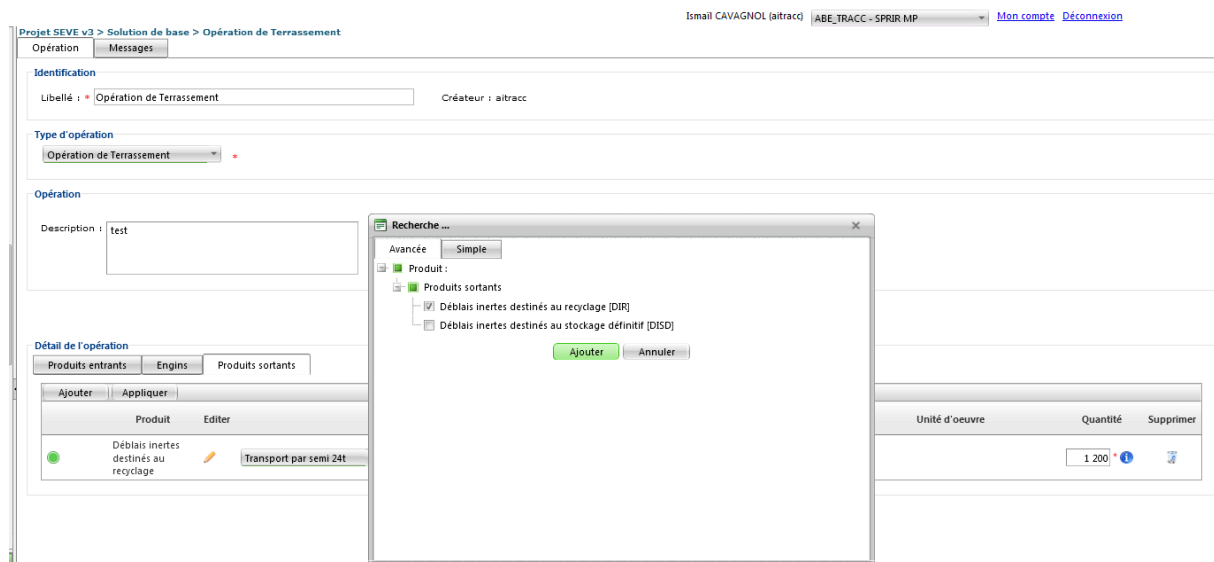 Ismaïl CAVAGNOL (aitracc) ABE_TRACC - SPRIR MP Mon compte Déconnexion
Projet SEVE v3 > Solution de base > Opération de Terrassement
Opération Messages
Identification
Libellé : * Opération de Terrassement Créateur : aitracc
Type d'opération
Opération de Terrassement *
Opération
Description : test
Recherche ...
Avancée Simple
Produit :
Produits sortants
Déblais inertes destinés au recyclage [DIR]
Déblais inertes destinés au stockage définitif [DISD]
Ajouter Annuler
Détail de l'opération
Produits entrants Engins Produits sortants
Ajouter Appliquer
Produit Editer Unité d'oeuvre Quantité Supprimer
Déblais inertes
destinés au
recyclage
Transport par semi 24t 1 200 *